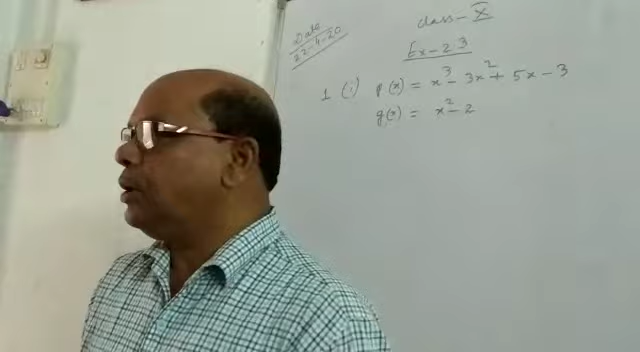 Date
22-4-20
class - X
Ex-2.3
1 (i) p(x) = x³ - 3x² + 5x - 3
g(x) = x² - 2